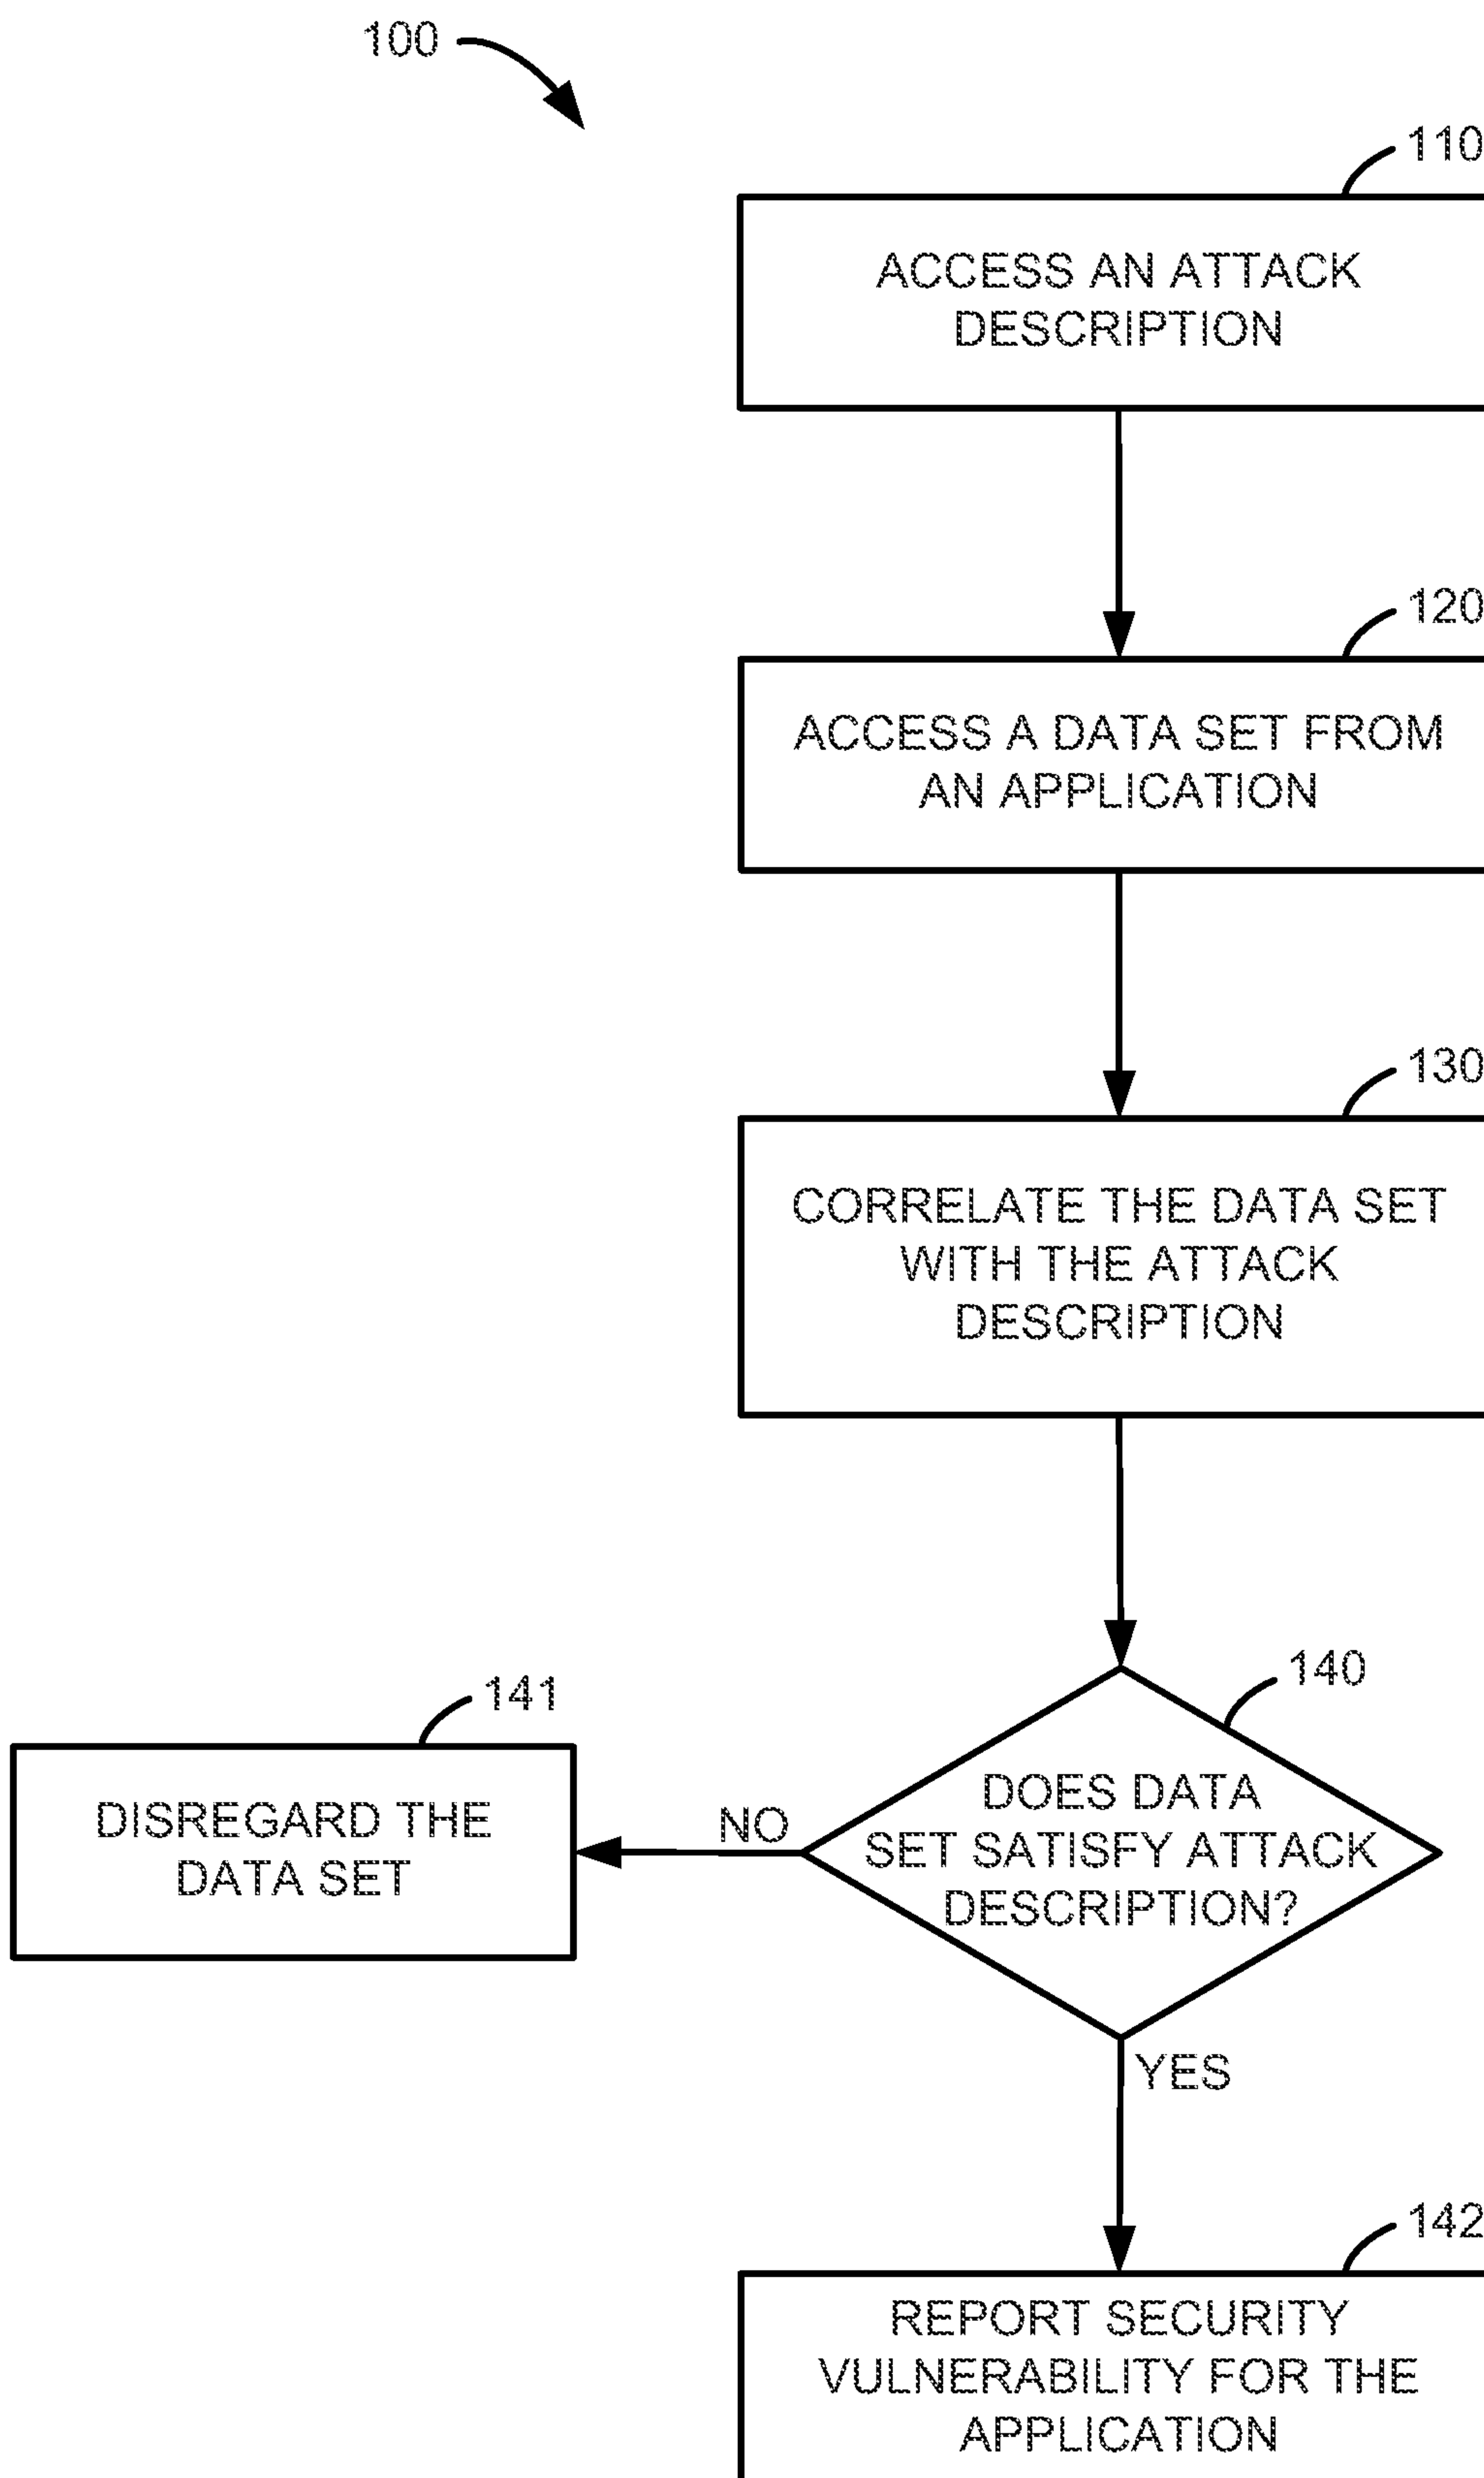 100
110
ACCESS AN ATTACK
DESCRIPTION
120
ACCESS A DATA SET FROM
AN APPLICATION
130
CORRELATE THE DATA SET
WITH THE ATTACK
DESCRIPTION
140
DOES DATA
SET SATISFY ATTACK
DESCRIPTION?
NO
141
DISREGARD THE
DATA SET
YES
142
REPORT SECURITY
VULNERABILITY FOR THE
APPLICATION